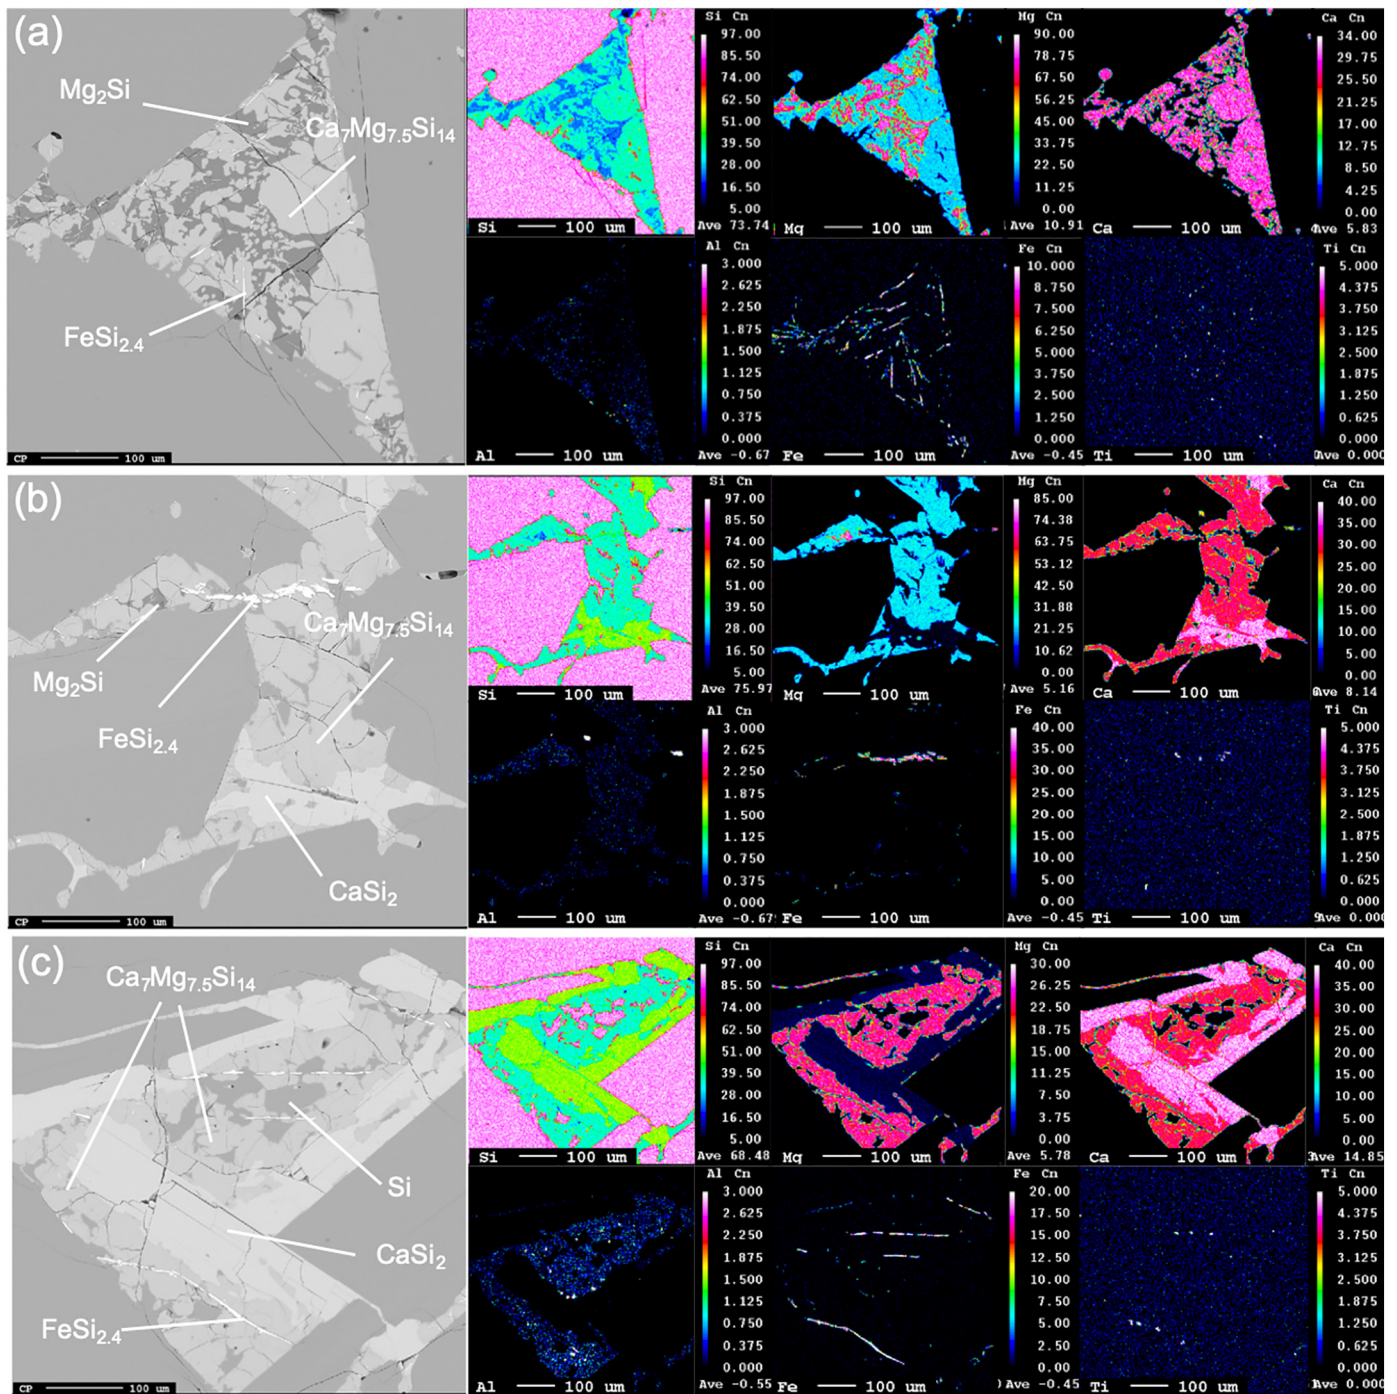 (a)
Mg2Si
Ca7Mg7.5Si14
FeSi2.4
CP 100 um
Si Cn
97.00
85.50
74.00
62.50
51.00
39.50
28.00
16.50
5.00
Ave 73.74
Si 100 um
Mg Cn
90.00
78.75
67.50
56.25
45.00
33.75
22.50
11.25
0.00
Ave 10.91
Mg 100 um
Ca Cn
34.00
29.75
25.50
21.25
17.00
12.75
8.50
4.25
0.00
Ave 5.83
Ca 100 um
Al Cn
3.000
2.625
2.250
1.875
1.500
1.125
0.750
0.375
0.000
Ave -0.67
Al 100 um
Fe Cn
10.000
8.750
7.500
6.250
5.000
3.750
2.500
1.250
0.000
Ave -0.45
Fe 100 um
Ti Cn
5.000
4.375
3.750
3.125
2.500
1.875
1.250
0.625
0.000
Ave 0.000
Ti 100 um
(b)
Ca7Mg7.5Si14
Mg2Si
FeSi2.4
CaSi2
CP 100 um
Si Cn
97.00
85.50
74.00
62.50
51.00
39.50
28.00
16.50
5.00
Ave 75.97
Si 100 um
Mg Cn
85.00
74.38
63.75
53.12
42.50
31.88
21.25
10.62
0.00
Ave 5.16
Mg 100 um
Ca Cn
40.00
35.00
30.00
25.00
20.00
15.00
10.00
5.00
0.00
Ave 8.14
Ca 100 um
Al Cn
3.000
2.625
2.250
1.875
1.500
1.125
0.750
0.375
0.000
Ave -0.67
Al 100 um
Fe Cn
40.00
35.00
30.00
25.00
20.00
15.00
10.00
5.00
0.00
Ave -0.45
Fe 100 um
Ti Cn
5.000
4.375
3.750
3.125
2.500
1.875
1.250
0.625
0.000
Ave 0.000
Ti 100 um
(c)
Ca7Mg7.5Si14
Si
CaSi2
FeSi2.4
CP 100 um
Si Cn
97.00
85.50
74.00
62.50
51.00
39.50
28.00
16.50
5.00
Ave 68.48
Si 100 um
Mg Cn
30.00
26.25
22.50
18.75
15.00
11.25
7.50
3.75
0.00
Ave 5.78
Mg 100 um
Ca Cn
40.00
35.00
30.00
25.00
20.00
15.00
10.00
5.00
0.00
Ave 14.85
Ca 100 um
Al Cn
3.000
2.625
2.250
1.875
1.500
1.125
0.750
0.375
0.000
Ave -0.55
Al 100 um
Fe Cn
20.00
17.50
15.00
12.50
10.00
7.50
5.00
2.50
0.00
Ave -0.45
Fe 100 um
Ti Cn
5.000
4.375
3.750
3.125
2.500
1.875
1.250
0.625
0.000
Ave 0.000
Ti 100 um